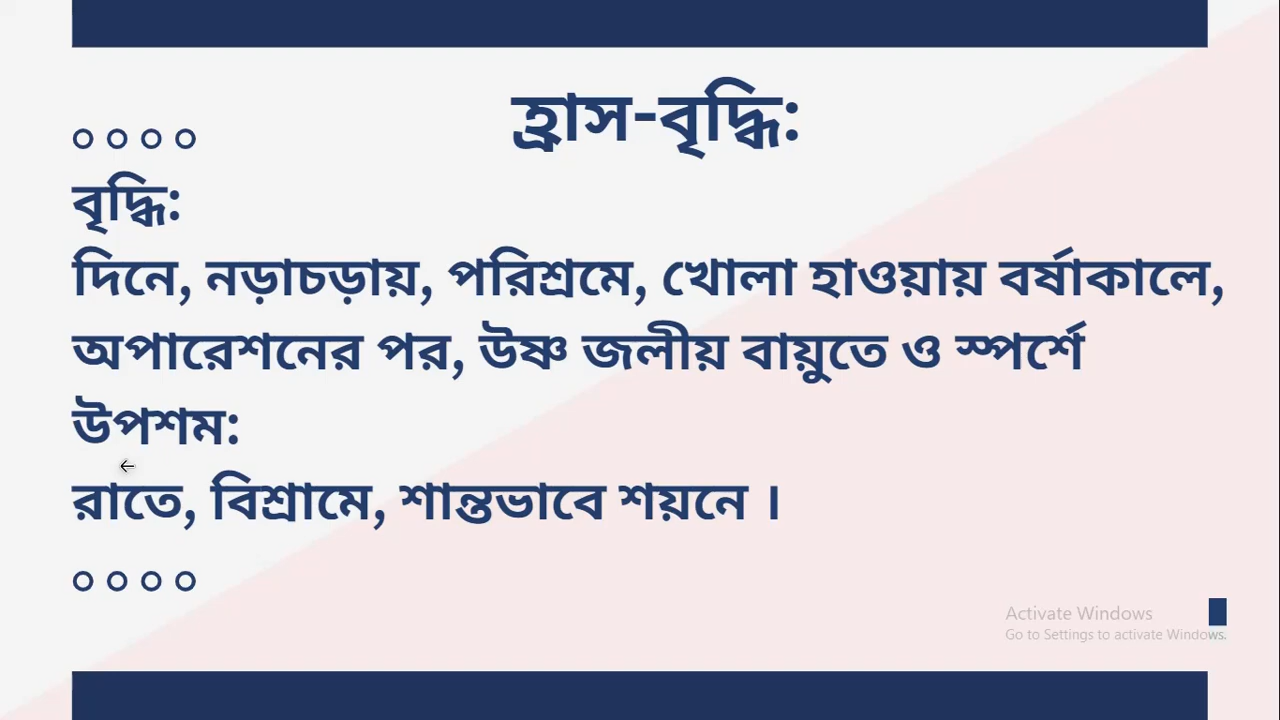 হ্রাস-বৃদ্ধি:
বৃদ্ধি:
দিনে, নড়াচড়ায়, পরিশ্রমে, খোলা হাওয়ায় বর্ষাকালে,
অপারেশনের পর, উষ্ণ জলীয় বায়ুতে ও স্পর্শে
উপশম:
রাতে, বিশ্রামে, শান্তভাবে শয়নে ।
Activate Windows
Go to Settings to activate Windows.